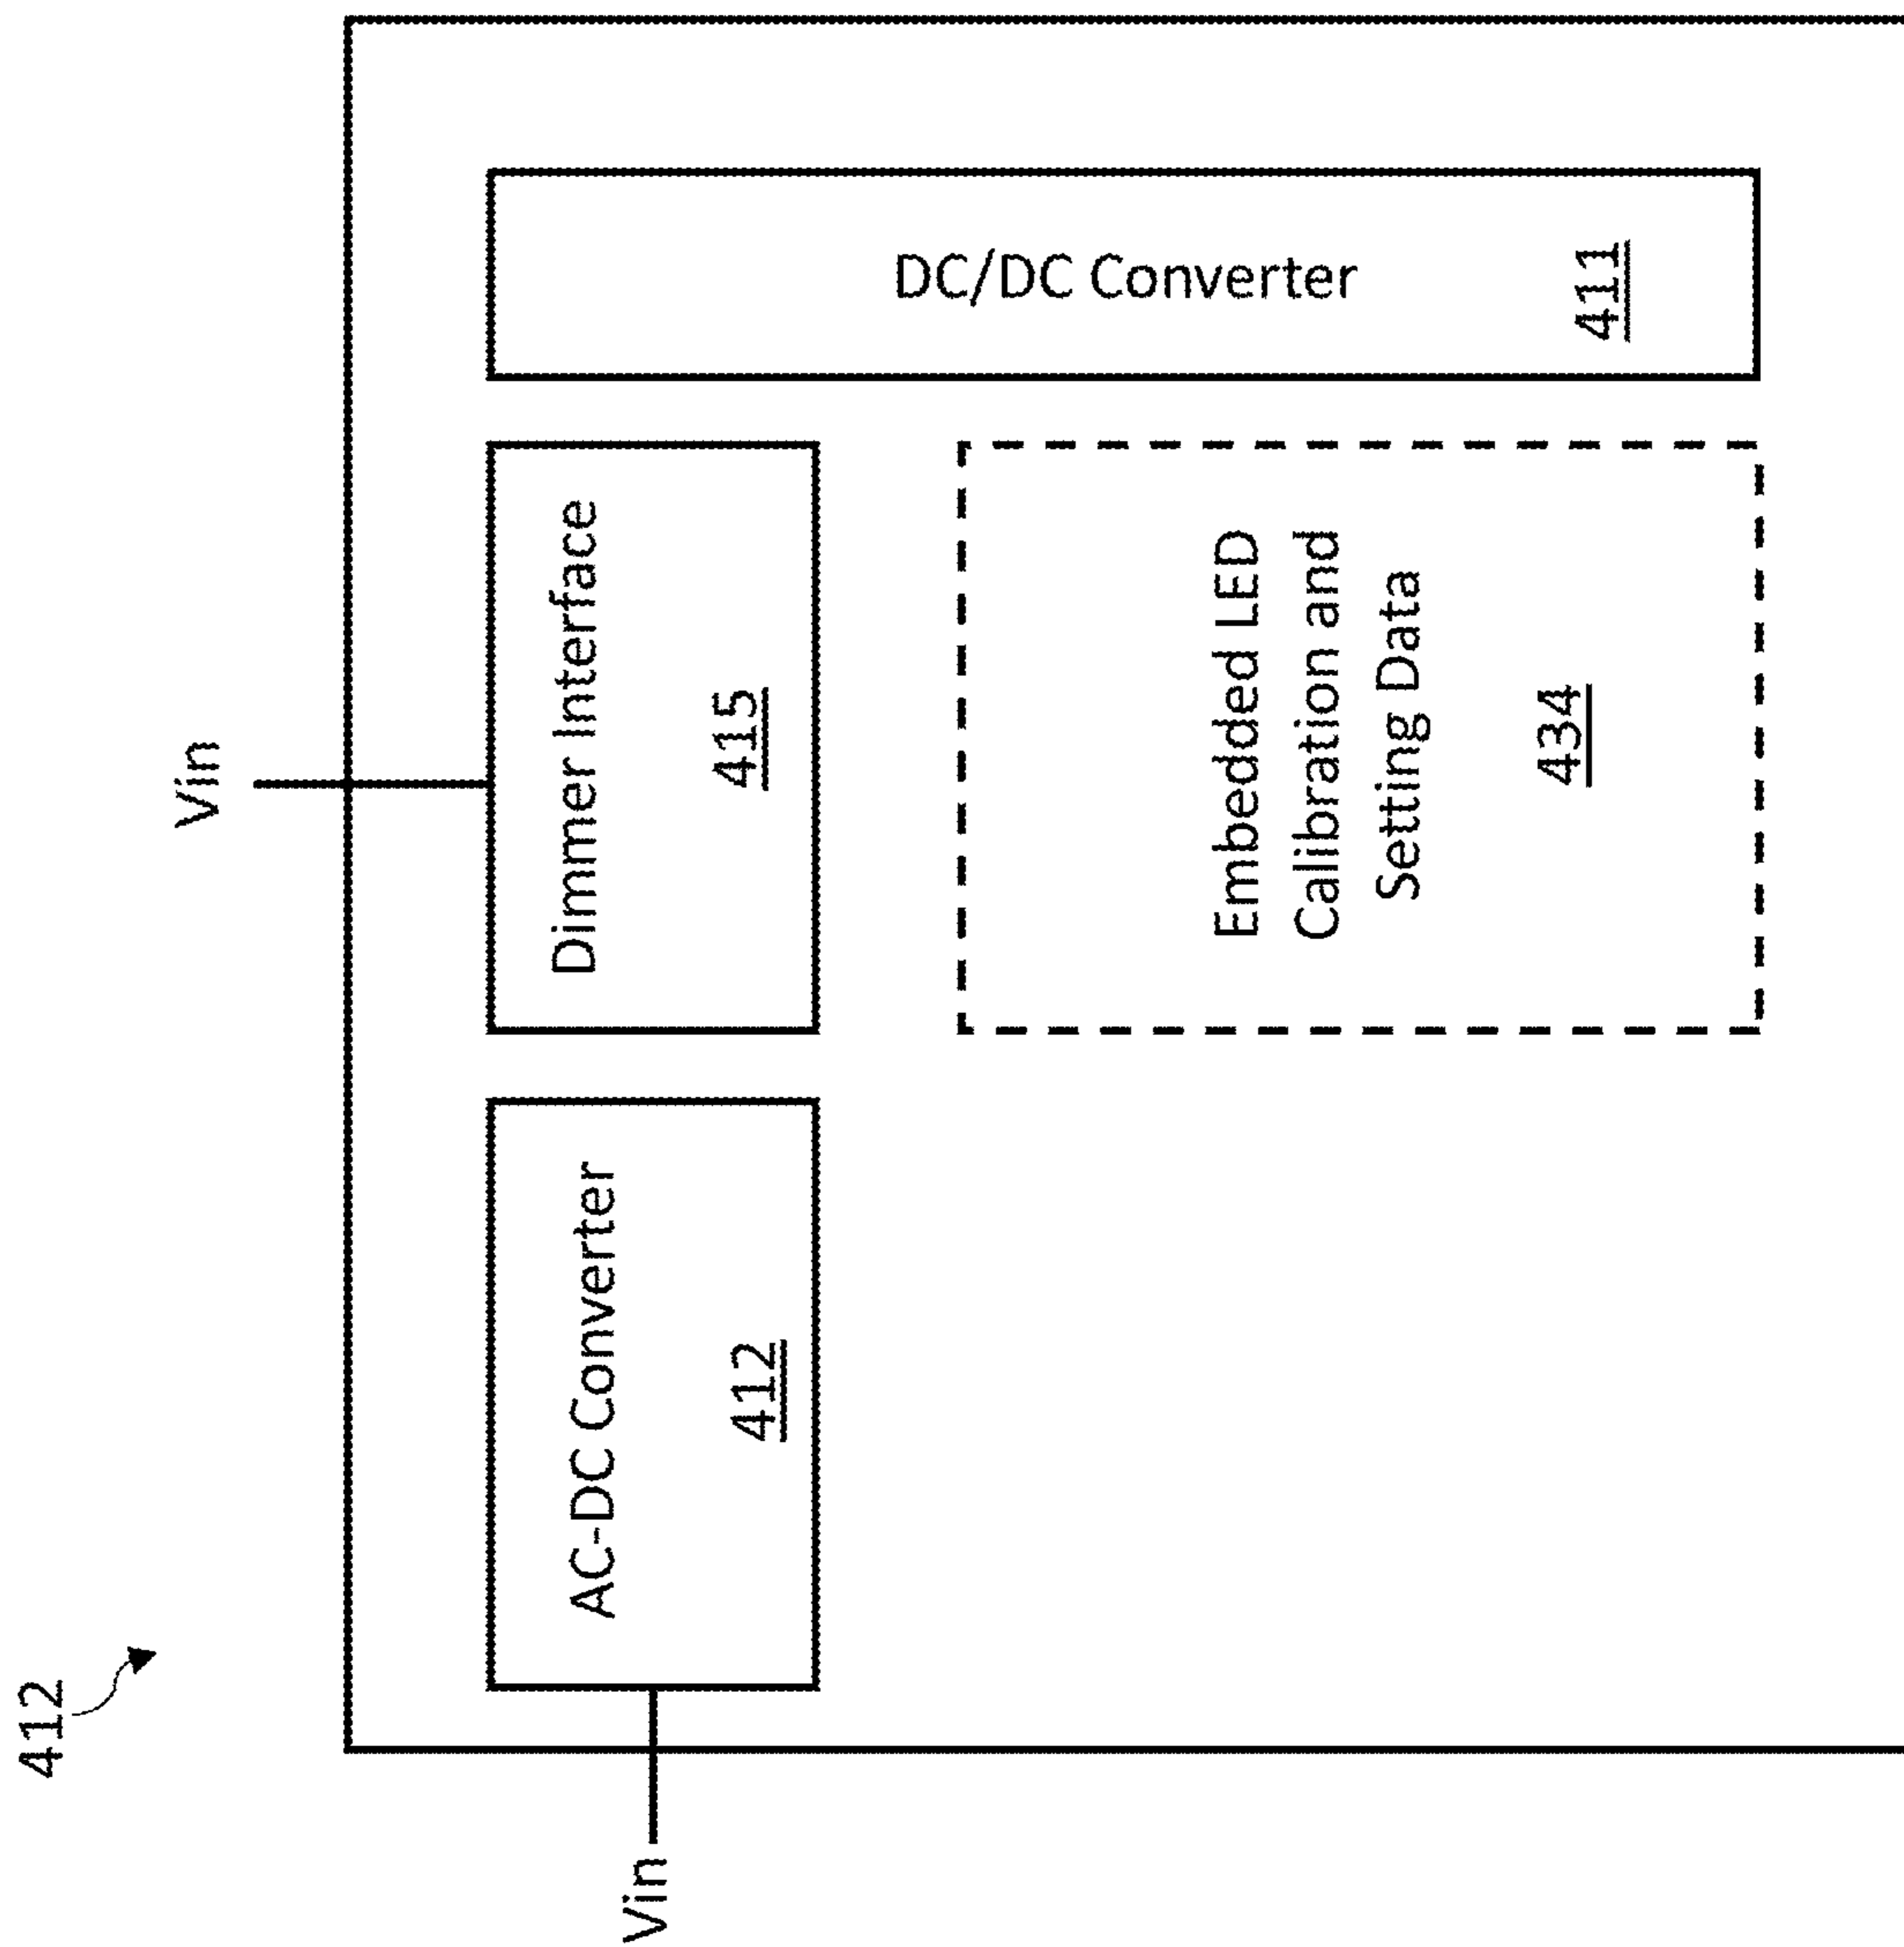 412
Vin
Vin
AC-DC Converter
412
Dimmer Interface
415
Embedded LED
Calibration and
Setting Data
434
DC/DC Converter
411